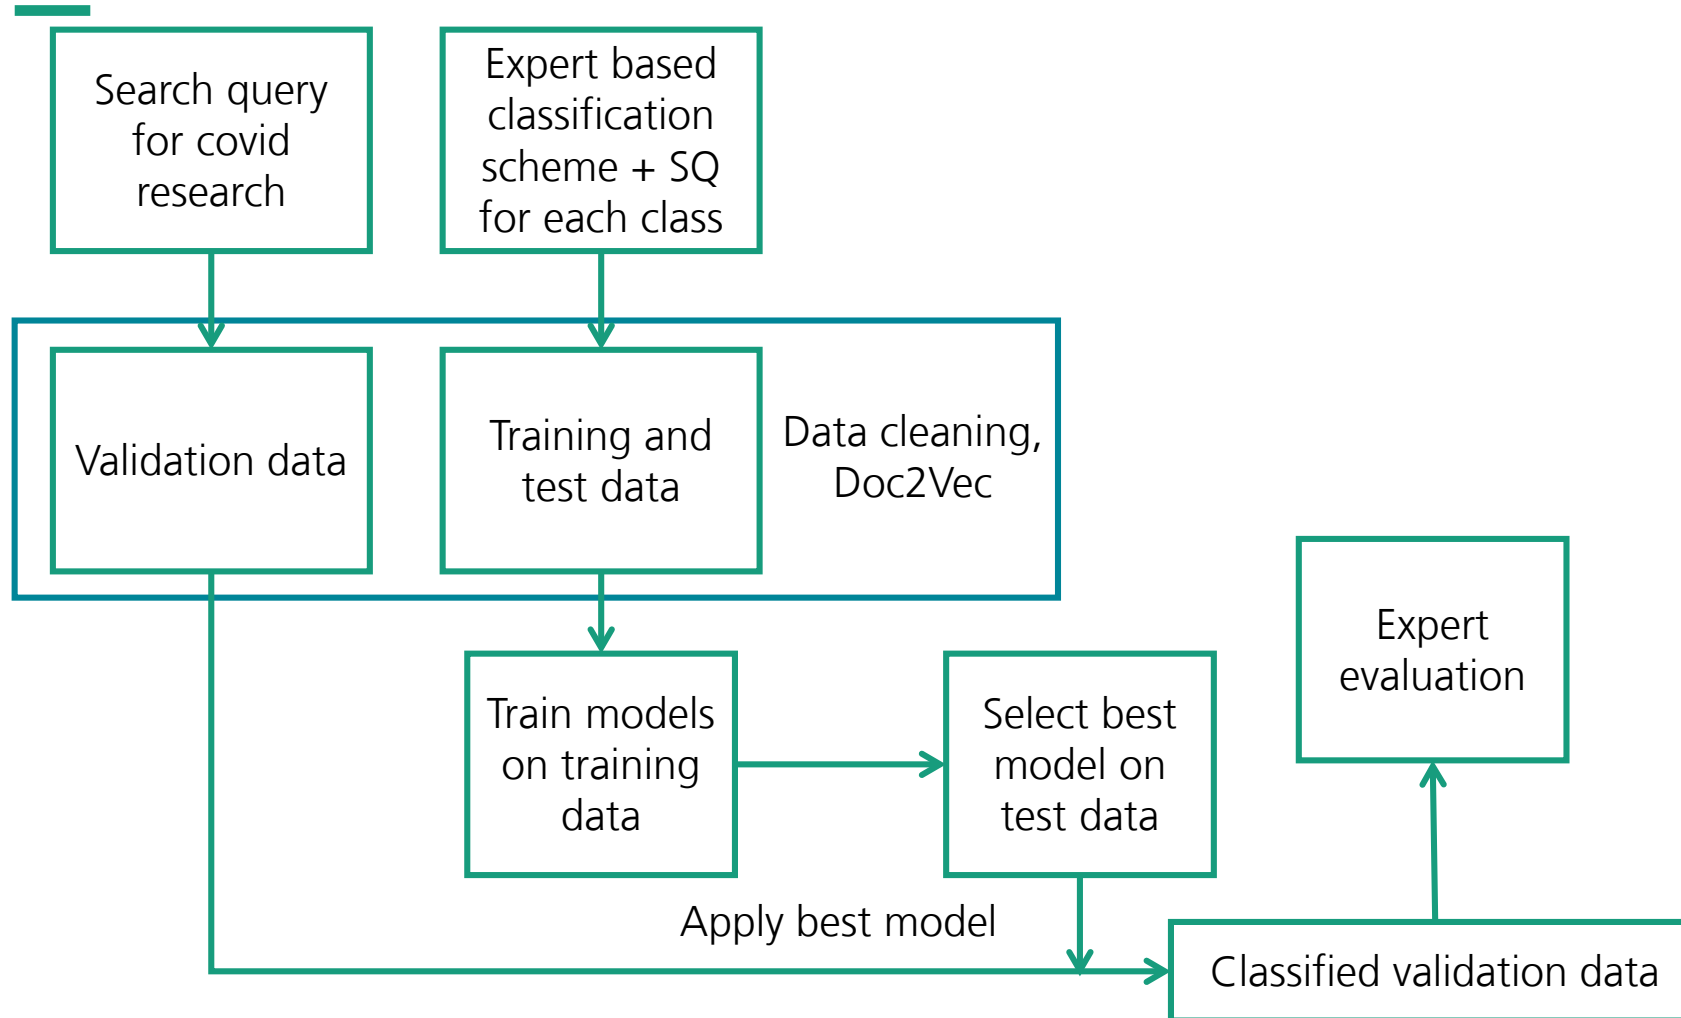 Search query
for covid
research
Expert based
classification
scheme + SQ
for each class
Validation data
Training and
test data
Data cleaning,
Doc2Vec
Train models
on training
data
Select best
model on
test data
Expert
evaluation
Apply best model
Classified validation data